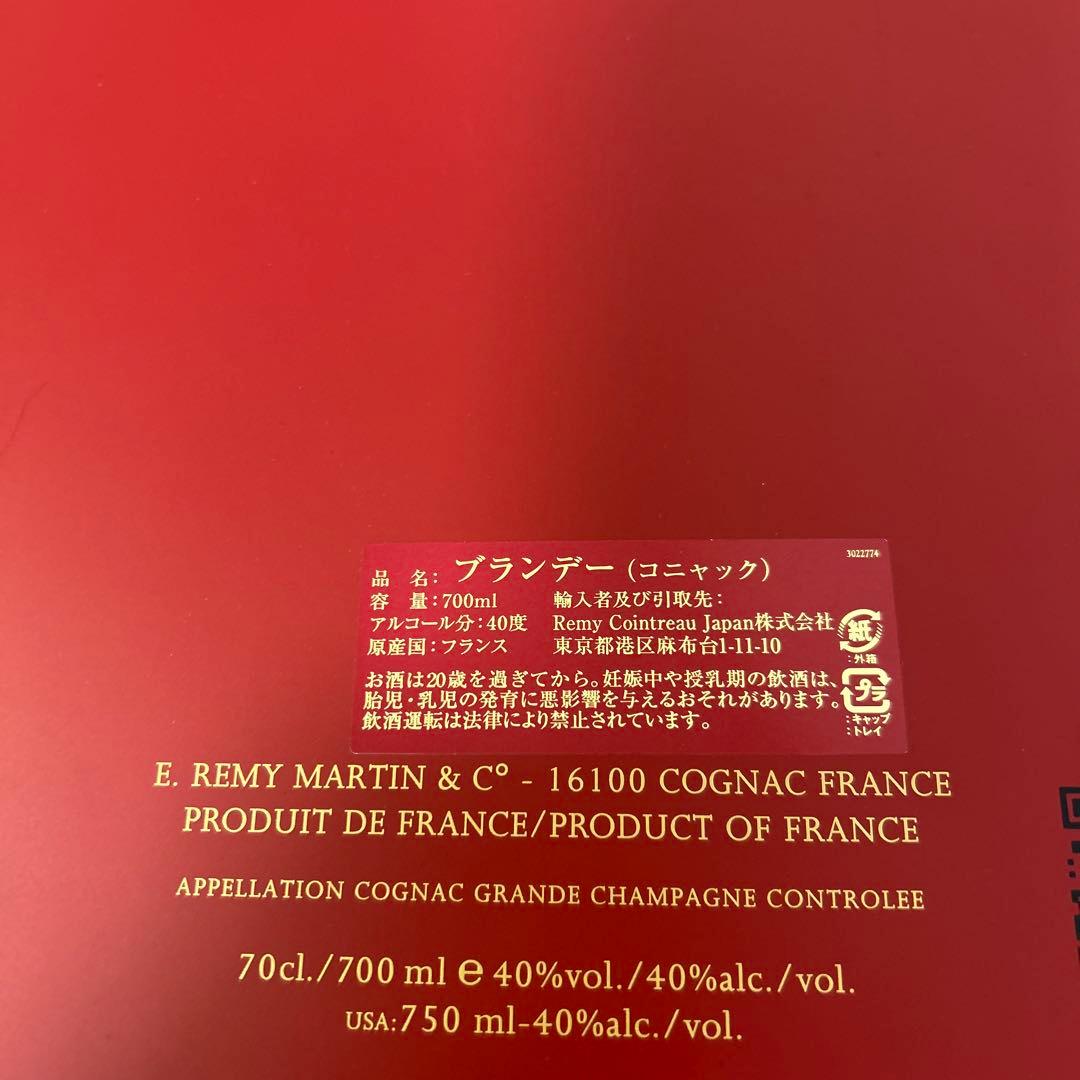 3022774
品 名：ブランデー（コニャック）
容 量：700ml 輸入者及び引取先：
アルコール分：40度 Remy Cointreau Japan株式会社
原産国：フランス 東京都港区麻布台1-11-10
紙
：外箱
お酒は20歳を過ぎてから。妊娠中や授乳期の飲酒は、
胎児・乳児の発育に悪影響を与えるおそれがあります。
飲酒運転は法律により禁止されています。
プラ
：キャップ
：トレイ
E. REMY MARTIN & Cº - 16100 COGNAC FRANCE
PRODUIT DE FRANCE/PRODUCT OF FRANCE
APPELLATION COGNAC GRANDE CHAMPAGNE CONTROLEE
70cl./700 ml e 40%vol./40%alc./vol.
USA:750 ml-40%alc./vol.